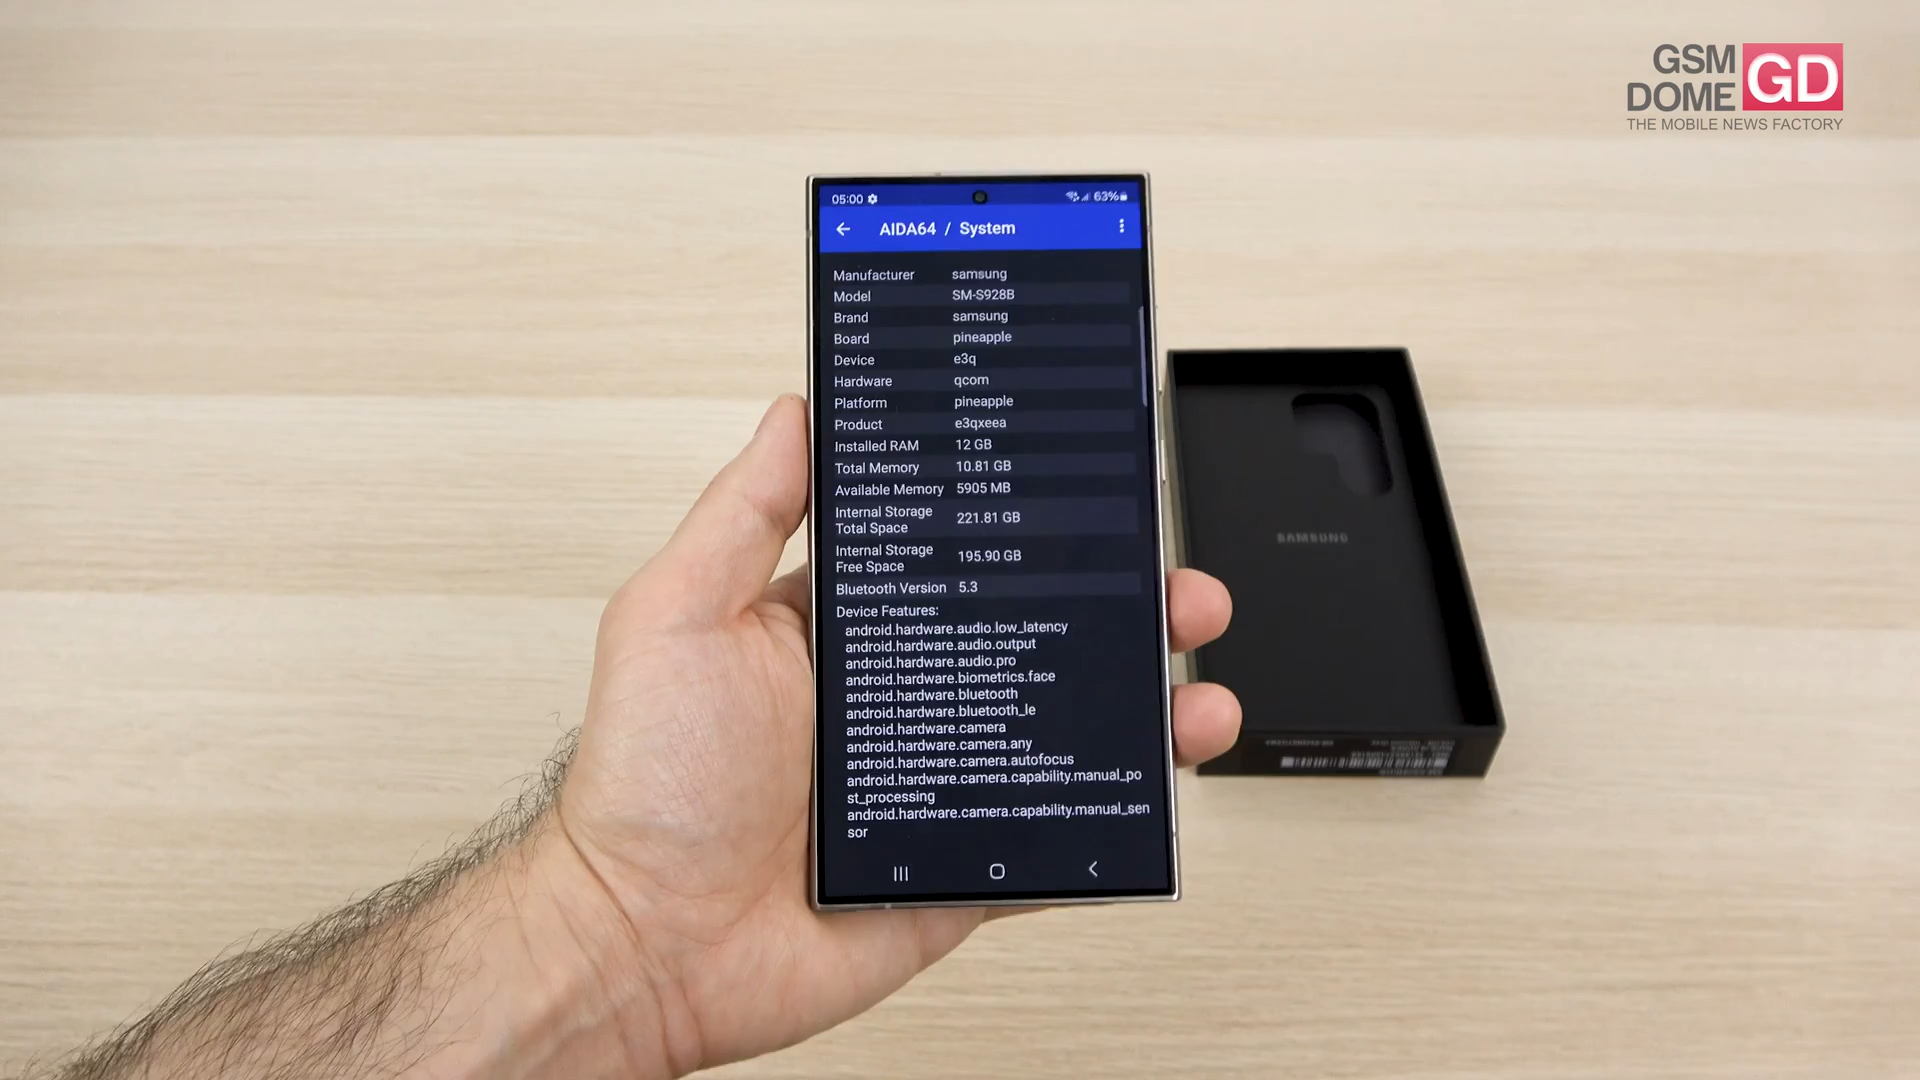 GSM
DOME
GD
THE MOBILE NEWS FACTORY
05:00
63%
AIDA64 / System
Manufacturer samsung
Model SM-S928B
Brand samsung
Board pineapple
Device e3q
Hardware qcom
Platform pineapple
Product e3qxeea
Installed RAM 12 GB
Total Memory 10.81 GB
Available Memory 5905 MB
Internal Storage
Total Space 221.81 GB
Internal Storage
Free Space 195.90 GB
Bluetooth Version 5.3
Device Features:
android.hardware.audio.low_latency
android.hardware.audio.output
android.hardware.audio.pro
android.hardware.biometrics.face
android.hardware.bluetooth
android.hardware.bluetooth_le
android.hardware.camera
android.hardware.camera.any
android.hardware.camera.autofocus
android.hardware.camera.capability.manual_po
st_processing
android.hardware.camera.capability.manual_sen
sor
SAMSUNG